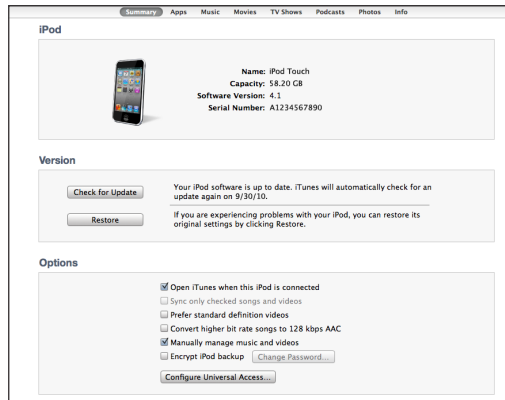 Summary Apps Music Movies TV Shows Podcasts Photos Info
iPod
Name: iPod Touch
Capacity: 58.20 GB
Software Version: 4.1
Serial Number: A1234567890
Version
Check for Update
Your iPod software is up to date. iTunes will automatically check for an
update again on 9/30/10.
Restore
If you are experiencing problems with your iPod, you can restore its
original settings by clicking Restore.
Options
Open iTunes when this iPod is connected
Sync only checked songs and videos
Prefer standard definition videos
Convert higher bit rate songs to 128 kbps AAC
Manually manage music and videos
Encrypt iPod backup Change Password...
Configure Universal Access...